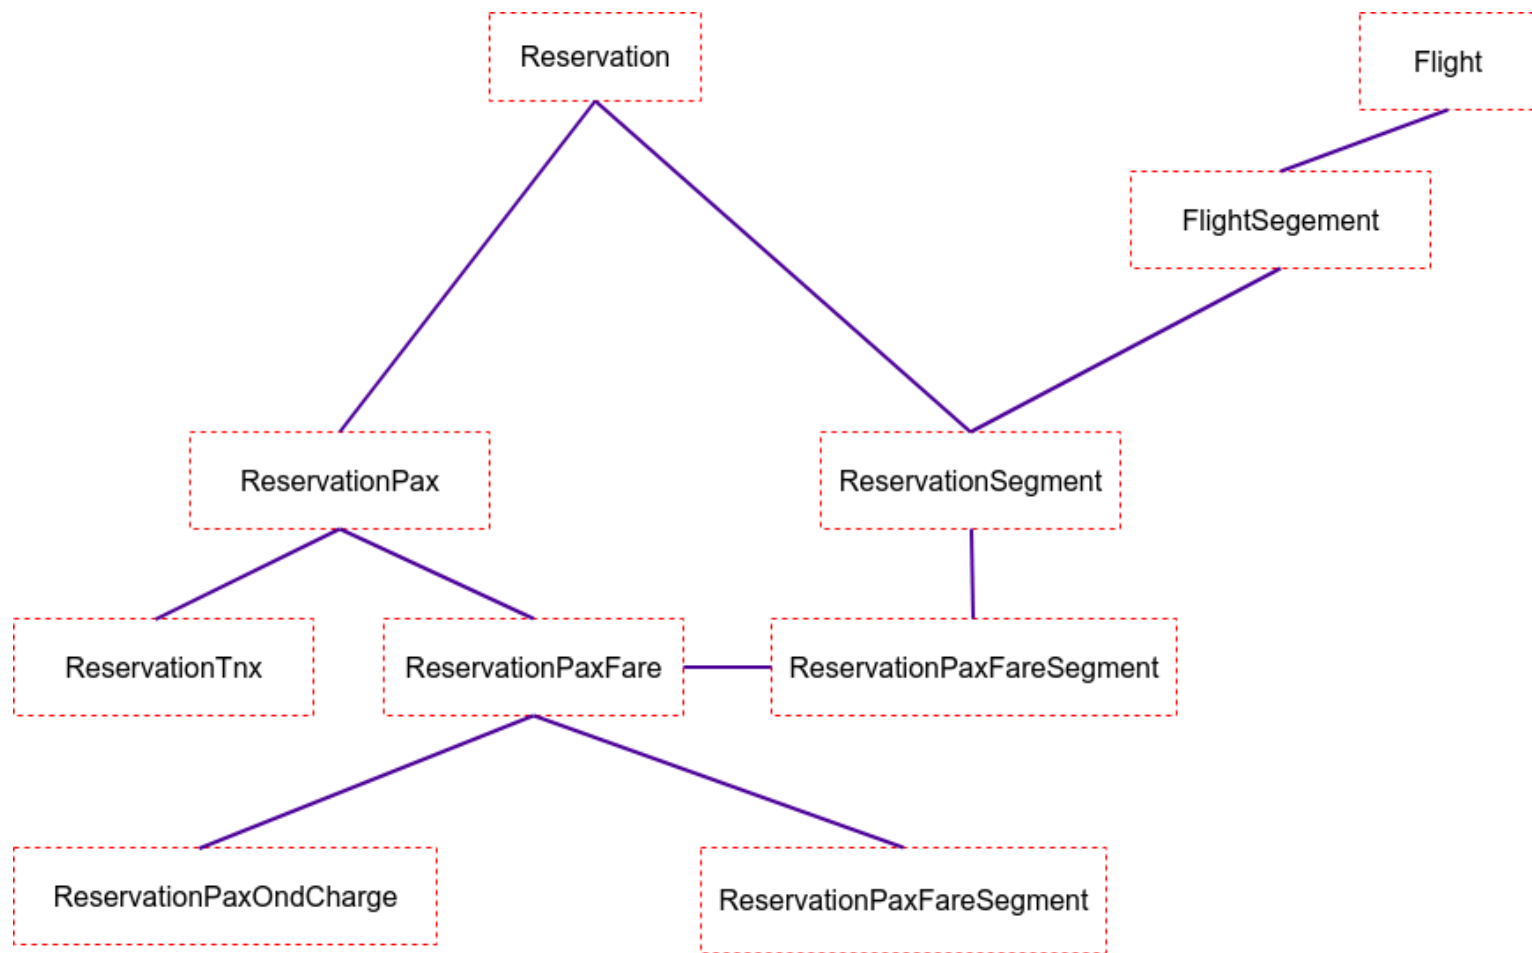 Reservation
Flight
FlightSegement
ReservationPax
ReservationSegment
ReservationTnx
ReservationPaxFare
ReservationPaxFareSegment
ReservationPaxOndCharge
ReservationPaxFareSegment